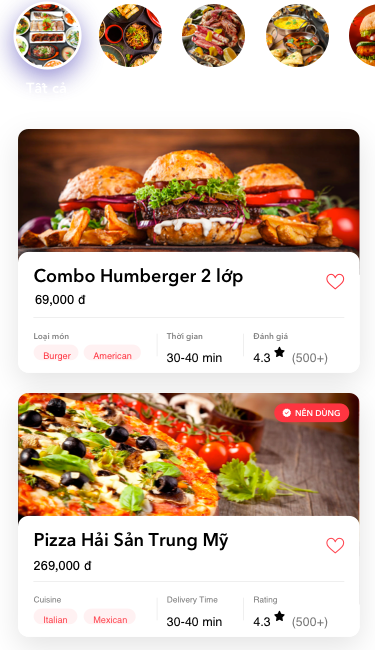 Tất cả
Combo Humberger 2 lớp
69,000 đ
Loại món Thời gian Đánh giá
Burger American 30-40 min 4.3 (500+)
NÊN DÙNG
Pizza Hải Sản Trung Mỹ
269,000 đ
Cuisine Delivery Time Rating
Italian Mexican 30-40 min 4.3 (500+)